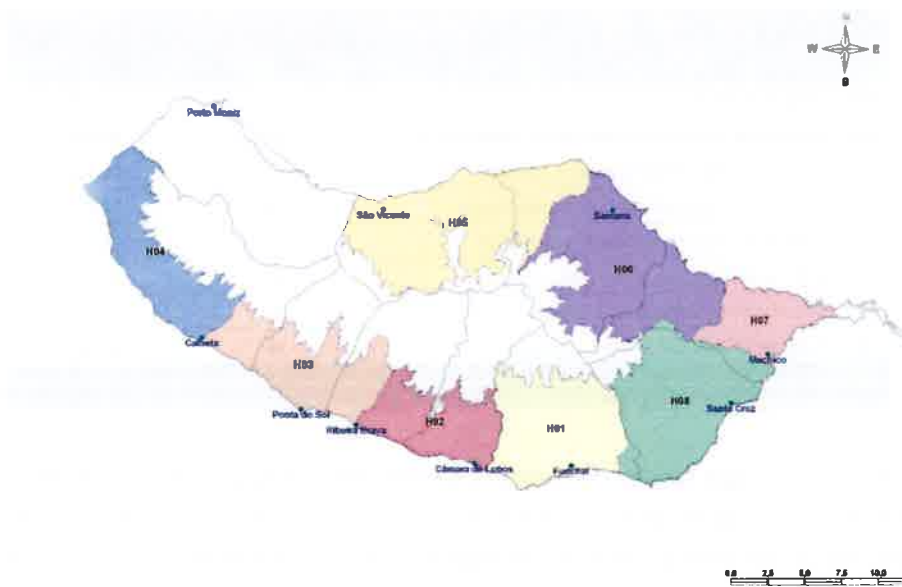 W E
S
Porto Moniz
São Vicente
H05
Santana
H04
H06
H07
Calheta
Machico
H03
H08
Santa Cruz
Ponta do Sol
H02
H01
Ribeira Brava
Câmara de Lobos
Funchal
0,0 2,5 5,0 7,5 10,0